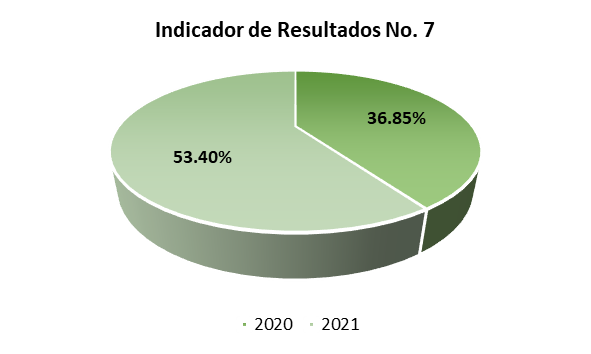 Indicador de Resultados No. 7
36.85%
53.40%
2020 2021